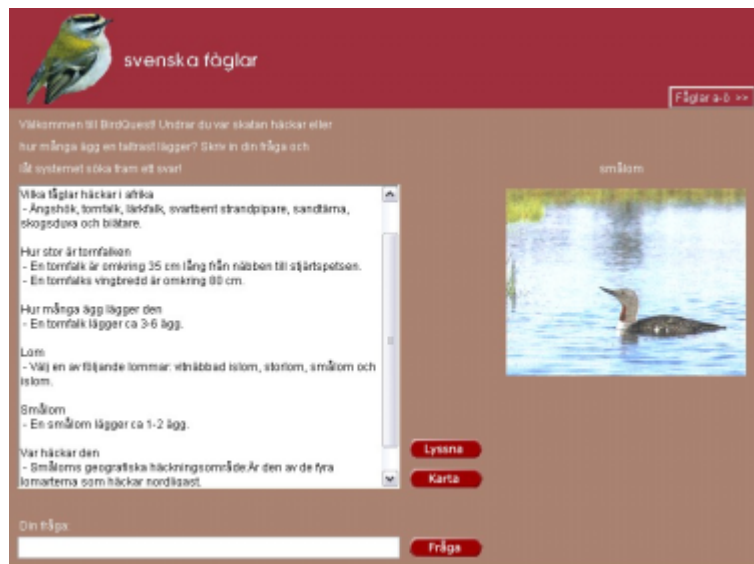 svenska fåglar
Fåglar a-ö >>
Välkommen till BirdQuest! Undrar du var skatan häckar eller
hur många ägg en taltrast lägger? Skriv in din fråga och
låt systemet söka fram ett svar!
smålom
Vilka fåglar häckar i afrika
- Ängshök, tornfalk, lärkfalk, svartbent strandpipare, sandtärna,
skogsduva och blåtare.
Hur stor är tornfalken
- En tornfalk är omkring 35 cm lång från näbben till stjärtspetsen.
- En tornfalks vingbredd är omkring 80 cm.
Hur många ägg lägger den
- En tornfalk lägger ca 3-6 ägg.
Lom
- Välj en av följande lommar: vitnäbbad islom, storlom, smålom och
islom.
Smålom
- En smålom lägger ca 1-2 ägg.
Var häckar den
- Småloms geografiska häckningsområde:Är den av de fyra
lomarterna som häckar nordligast.
Lyssna
Karta
Din fråga:
Fråga